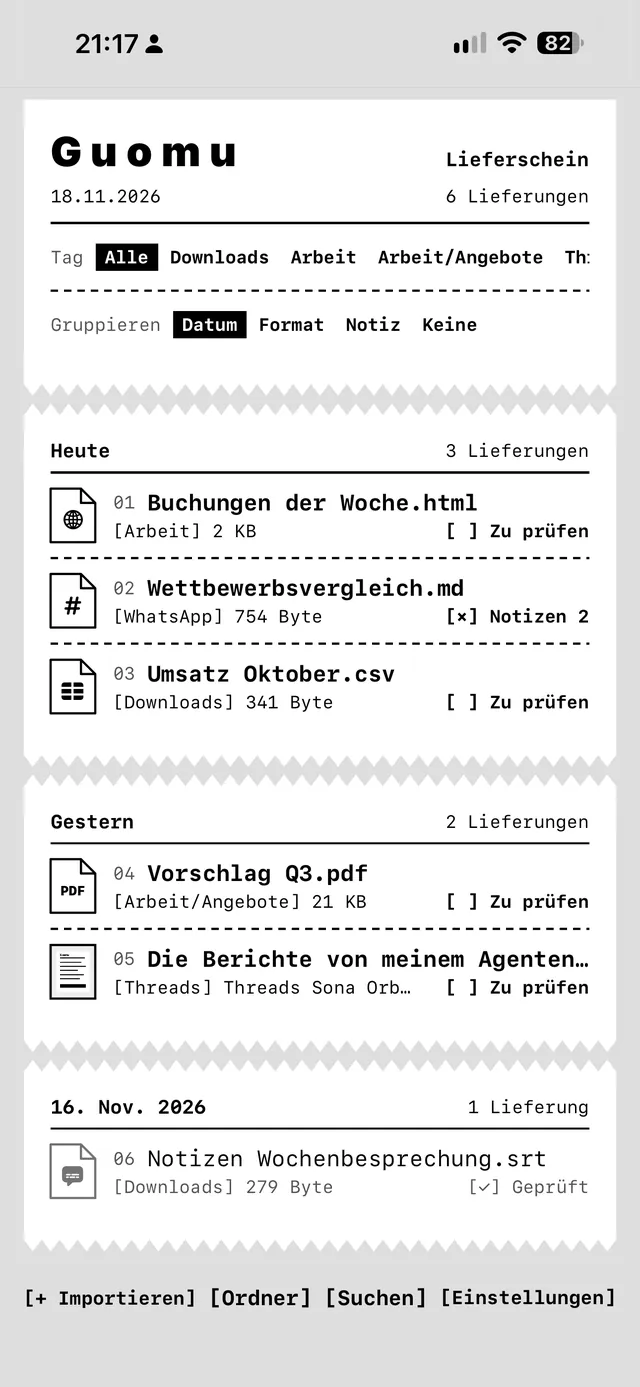 21:17
82
Guomu
Lieferschein
18.11.2026
6 Lieferungen
Tag Alle Downloads Arbeit Arbeit/Angebote
Gruppieren Datum Format Notiz Keine
Heute
3 Lieferungen
01 Buchungen der Woche.html
[Arbeit] 2 KB
[ ] Zu prüfen
#
02 Wettbewerbsvergleich.md
[WhatsApp] 754 Byte
[×] Notizen 2
03 Umsatz Oktober.csv
[Downloads] 341 Byte
[ ] Zu prüfen
Gestern
2 Lieferungen
PDF
04 Vorschlag Q3.pdf
[Arbeit/Angebote] 21 KB
[ ] Zu prüfen
05 Die Berichte von meinem Agenten…
[Threads] Threads Sona Orb…
[ ] Zu prüfen
16. Nov. 2026
1 Lieferung
06 Notizen Wochenbesprechung.srt
[Downloads] 279 Byte
[✓] Geprüft
[+ Importieren] [Ordner] [Suchen] [Einstellungen]